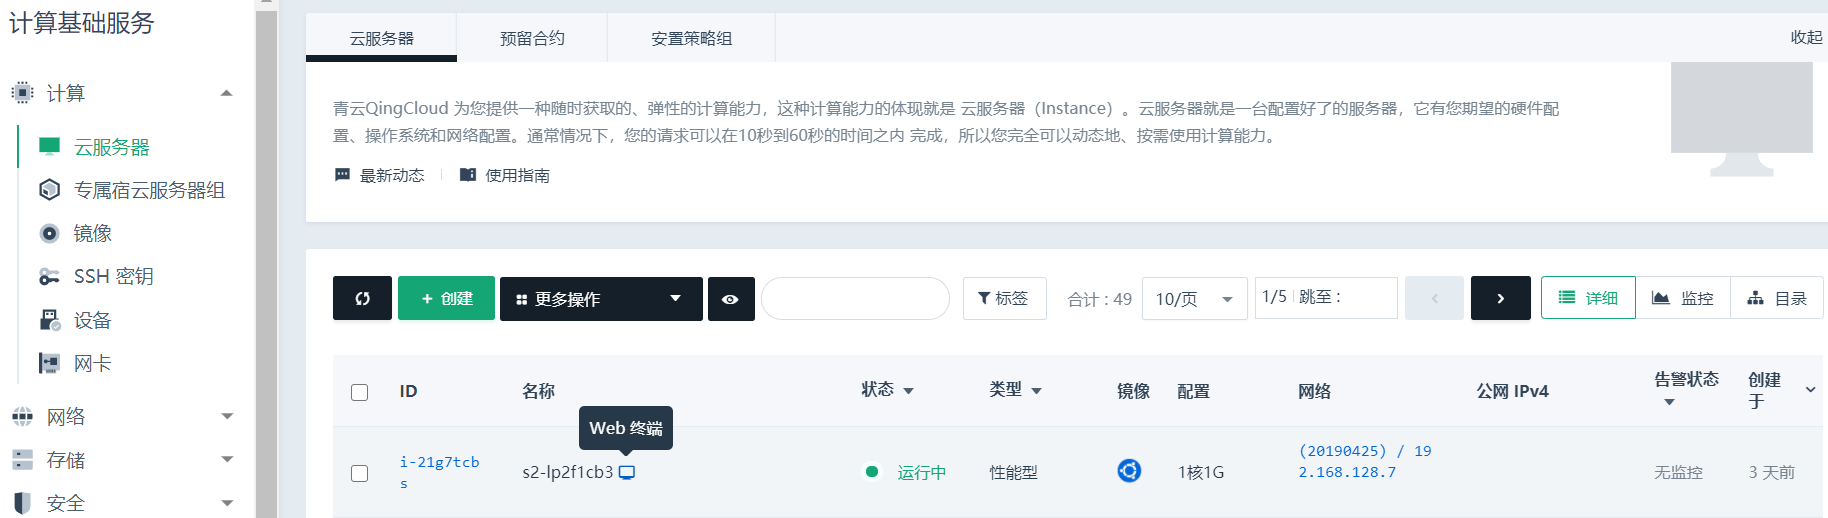 计算基础服务
计算
云服务器
专属宿云服务器组
镜像
SSH 密钥
设备
网卡
网络
存储
安全
云服务器
预留合约
安置策略组
收起
青云QingCloud 为您提供一种随时获取的、弹性的计算能力，这种计算能力的体现就是 云服务器（Instance）。云服务器就是一台配置好了的服务器，它有您期望的硬件配
置、操作系统和网络配置。通常情况下，您的请求可以在10秒到60秒的时间之内 完成，所以您完全可以动态地、按需使用计算能力。
最新动态
使用指南
+ 创建
更多操作
标签
合计 : 49
10/页
1/5
跳至 :
详细
监控
目录
ID
名称
状态
类型
镜像
配置
网络
公网 IPv4
告警状态
创建
于
Web 终端
i-21g7tcb
s
s2-lp2f1cb3
运行中
性能型
1核1G
(20190425) / 19
2.168.128.7
无监控
3 天前